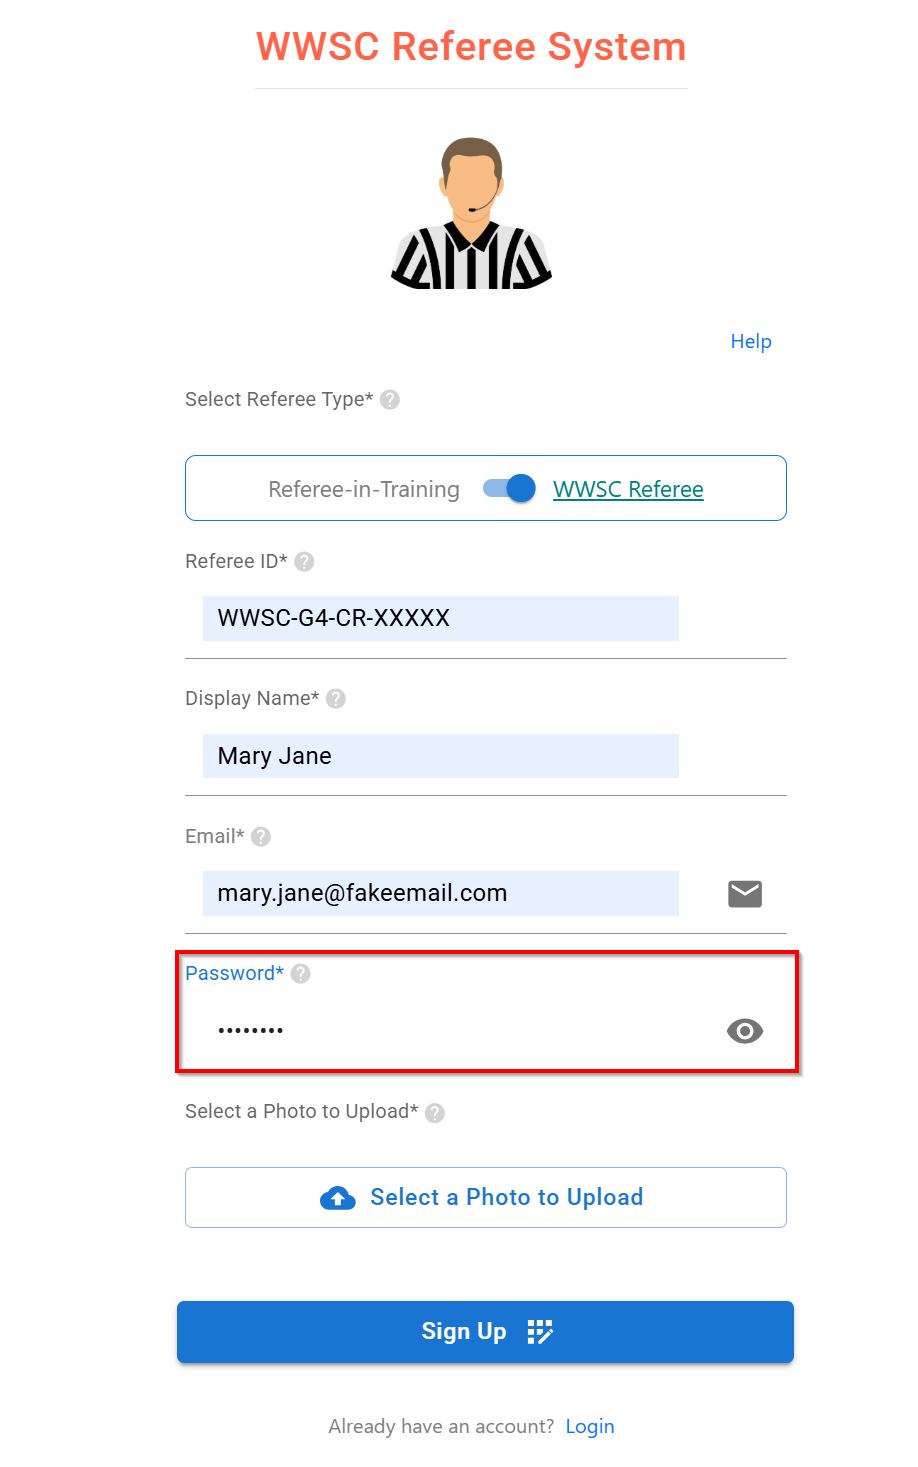 WWSC Referee System
Help
Select Referee Type* ?
Referee-in-Training WWSC Referee
Referee ID* ?
WWSC-G4-CR-XXXXX
Display Name* ?
Mary Jane
Email* ?
mary.jane@fakeemail.com
Password* ?
••••••••
Select a Photo to Upload* ?
Select a Photo to Upload
Sign Up
Already have an account? Login